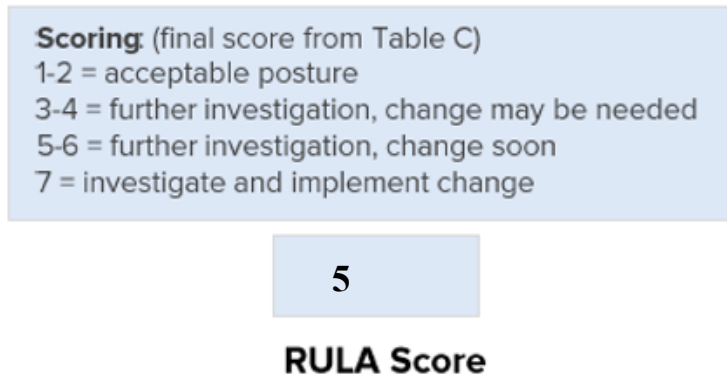 Scoring: (final score from Table C)
1-2 = acceptable posture
3-4 = further investigation, change may be needed
5-6 = further investigation, change soon
7 = investigate and implement change
5
RULA Score